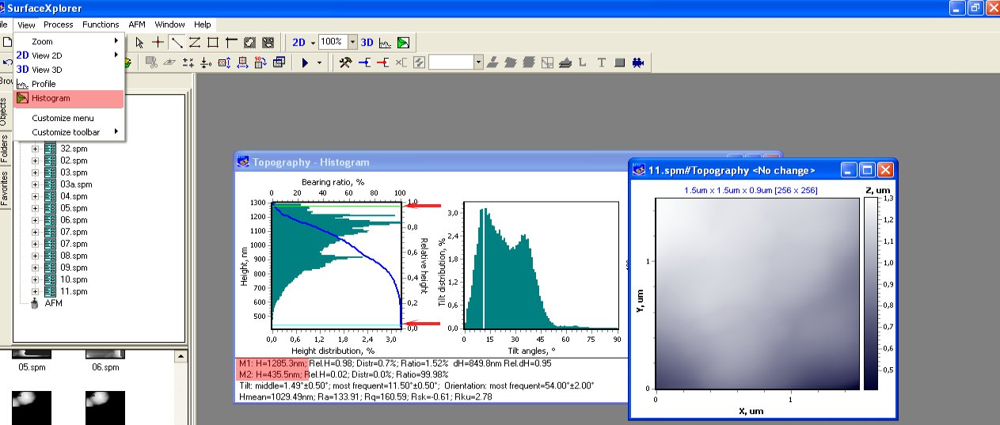 SurfaceXplorer
View Process Functions AFM Window Help
Zoom
2D View 2D
3D View 3D
Profile
Histogram
Customize menu
Customize toolbar
2D 100% 3D
Objects
Folders
Favorites
32.spm
02.spm
03.spm
03a.spm
04.spm
05.spm
06.spm
07.spm
07.spm
08.spm
09.spm
10.spm
11.spm
AFM
05.spm 06.spm
Topography - Histogram
Bearing ratio, %
0 20 40 60 80 100
1300
1200
1100
1000
900
800
700
600
500
Height, nm
1,0
0,8
0,6
0,4
0,2
0,0
Relative height
0,0 0,6 1,2 1,8 2,4 3,0
Height distribution, %
3,0
2,4
1,8
1,2
0,6
0,0
Tilt distribution, %
0 15 30 45 60 75 90
Tilt angles, °
M1: H=1285.3nm; Rel.H=0.98; Distr=0.7%; Ratio=1.52% dH=849.8nm Rel.dH=0.95
M2: H=435.5nm; Rel.H=0.02; Distr=0.0%; Ratio=99.98%
Tilt: middle=1.49°±0.50°; most frequent=11.50°±0.50°; Orientation: most frequent=54.00°±2.00°
Hmean=1029.49nm; Ra=133.91; Rq=160.59; Rsk=-0.61; Rku=2.78
11.spm#Topography <No change>
1.5um x 1.5um x 0.9um [256 x 256]
Z, um
1,3
1,2
1,1
1,0
0,9
0,8
0,7
0,6
0,5
Y, um
1
0
0 1
X, um